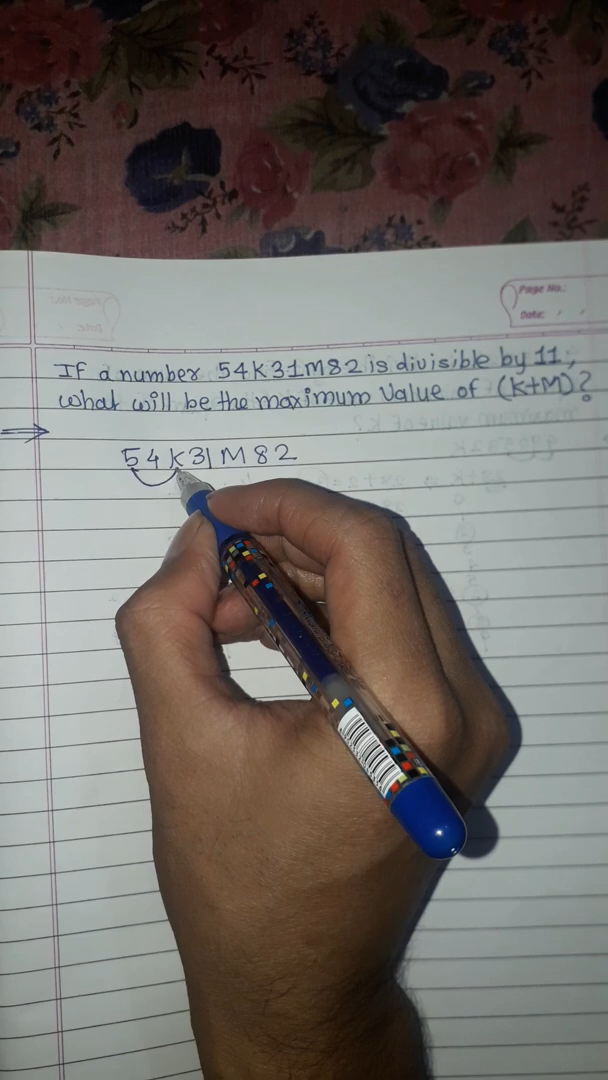 Page No.:
Date: / /
If a number 54K31M82 is divisible by 11,
what will be the maximum value of (K+M)?
⇒
54K31M82